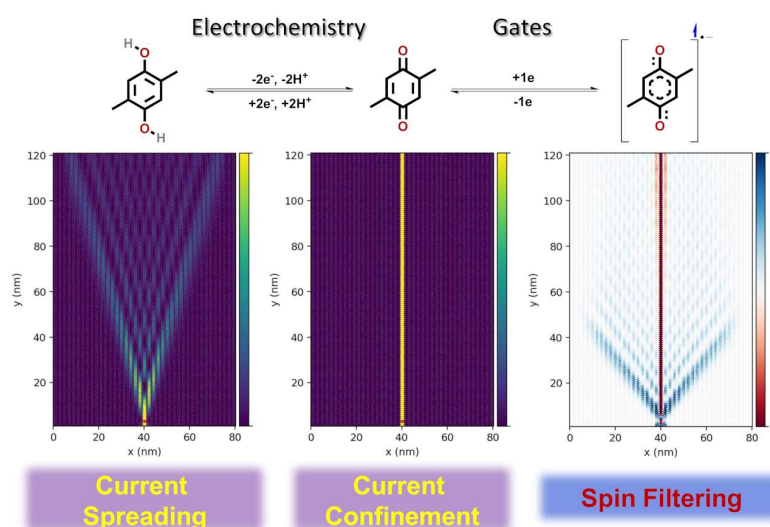 Electrochemistry Gates
H O
-2e⁻, -2H⁺
+2e⁻, +2H⁺
O H
O
O
+1e
-1e
O
O
120
100
80
60
40
20
0 20 40 60 80
y (nm)
x (nm)
120
100
80
60
40
20
0 20 40 60 80
y (nm)
x (nm)
120
100
80
60
40
20
0 20 40 60 80
y (nm)
x (nm)
Current
Spreading
Current
Confinement
Spin Filtering